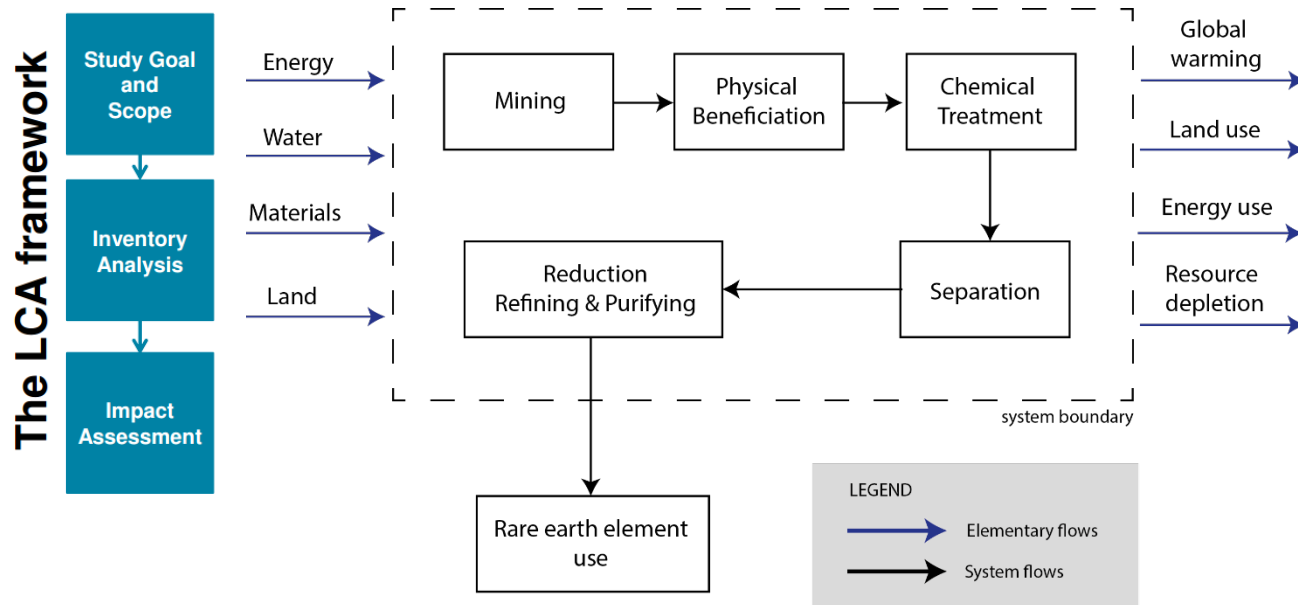 The LCA framework
Study Goal
and
Scope
Inventory
Analysis
Impact
Assessment
Energy
Water
Materials
Land
Mining
Physical
Beneficiation
Chemical
Treatment
Reduction
Refining & Purifying
Separation
Rare earth element
use
Global
warming
Land use
Energy use
Resource
depletion
system boundary
LEGEND
Elementary flows
System flows